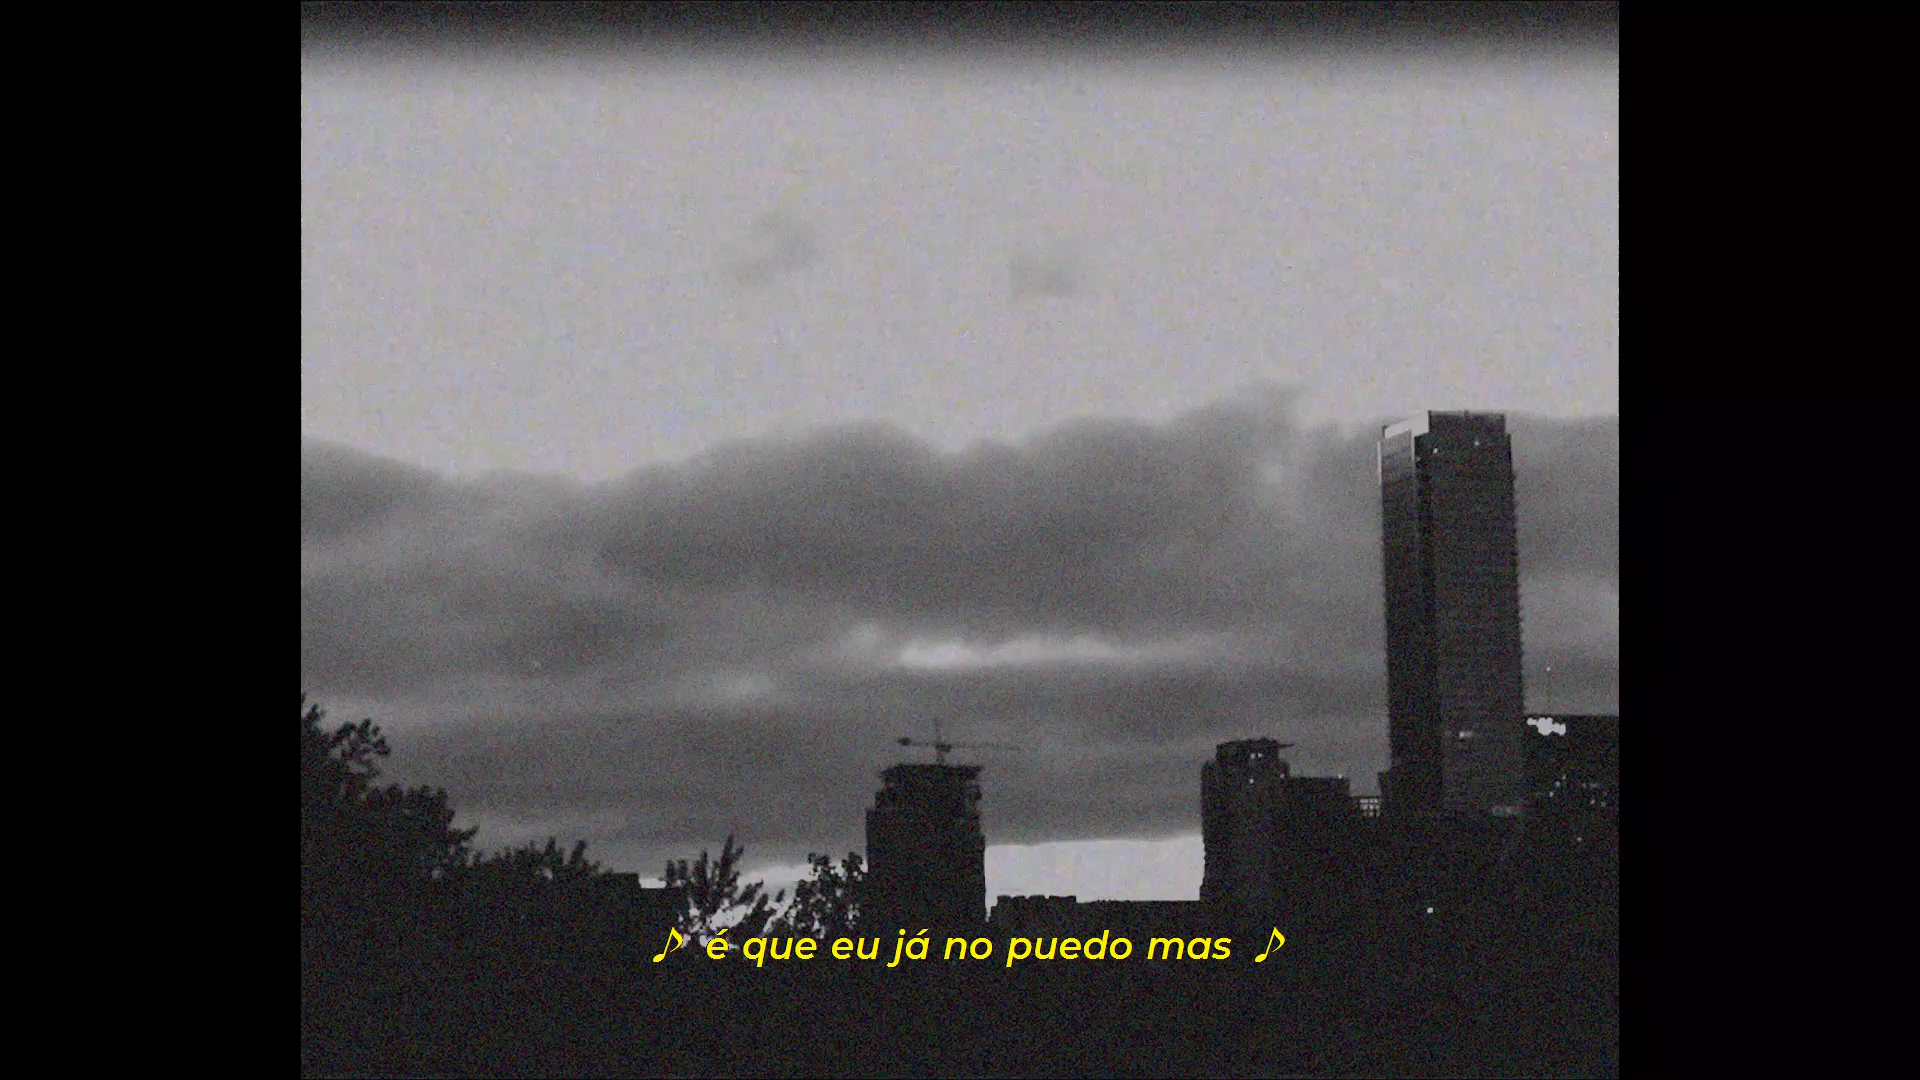 ♪ é que eu já no puedo mas ♪